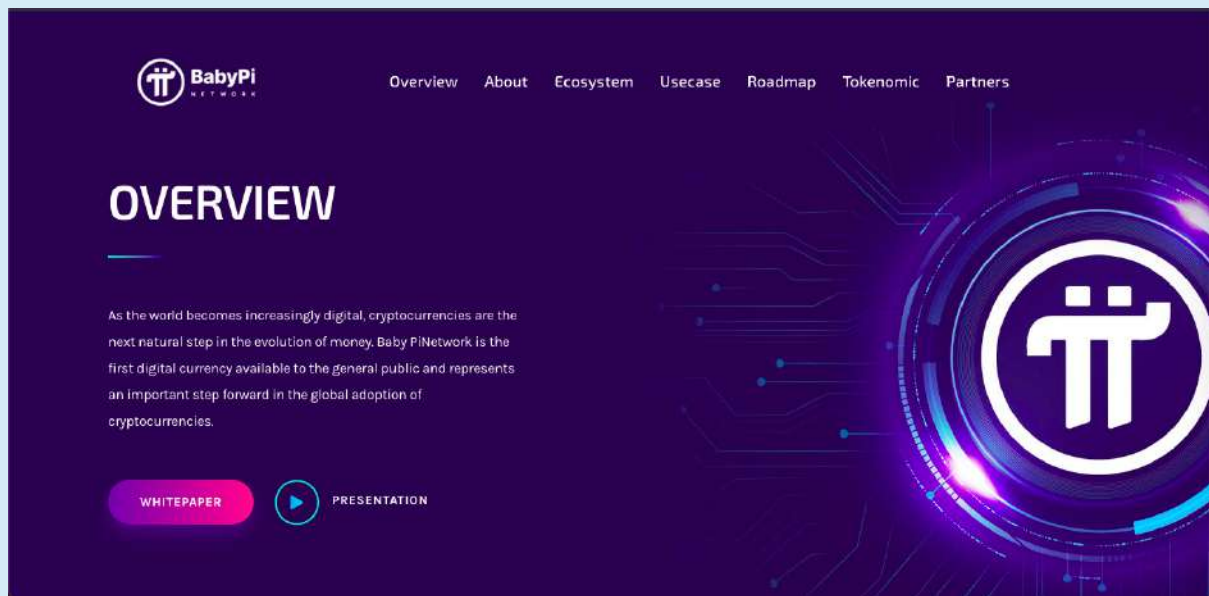 BabyPi
NETWORK
Overview About Ecosystem Usecase Roadmap Tokenomic Partners
OVERVIEW
As the world becomes increasingly digital, cryptocurrencies are the
next natural step in the evolution of money. Baby PiNetwork is the
first digital currency available to the general public and represents
an important step forward in the global adoption of
cryptocurrencies.
WHITEPAPER
PRESENTATION